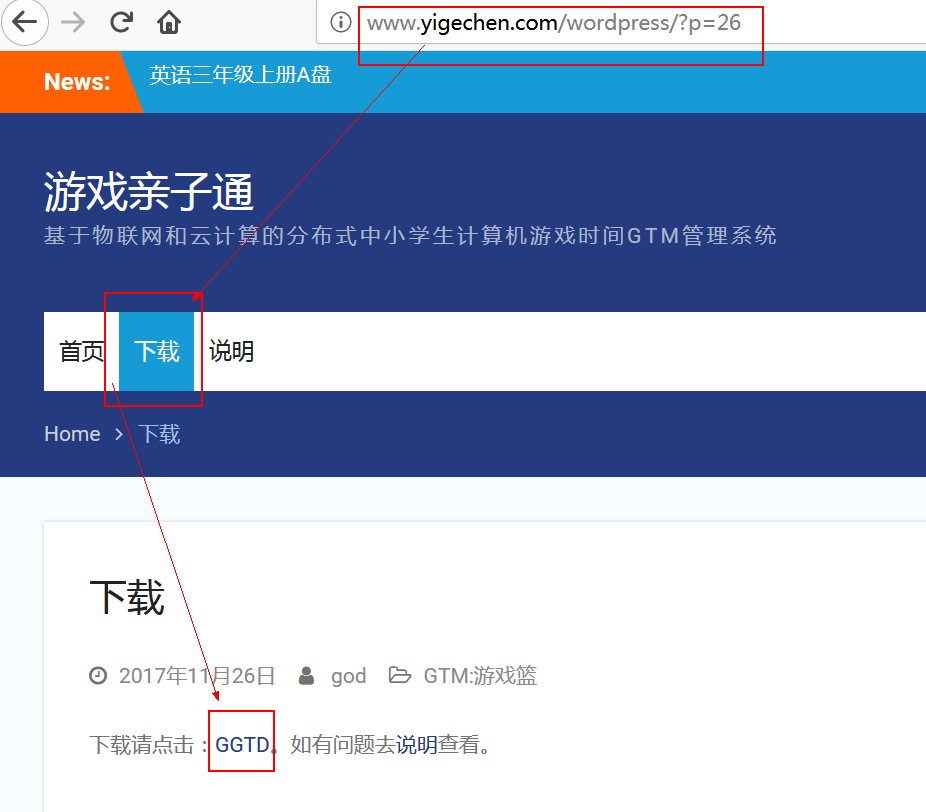 www.yigechen.com/wordpress/?p=26
News: 英语三年级上册A盘
游戏亲子通
基于物联网和云计算的分布式中小学生计算机游戏时间GTM管理系统
首页 下载 说明
Home > 下载
下载
2017年11月26日 god GTM:游戏篮
下载请点击：GGTD。如有问题去说明查看。